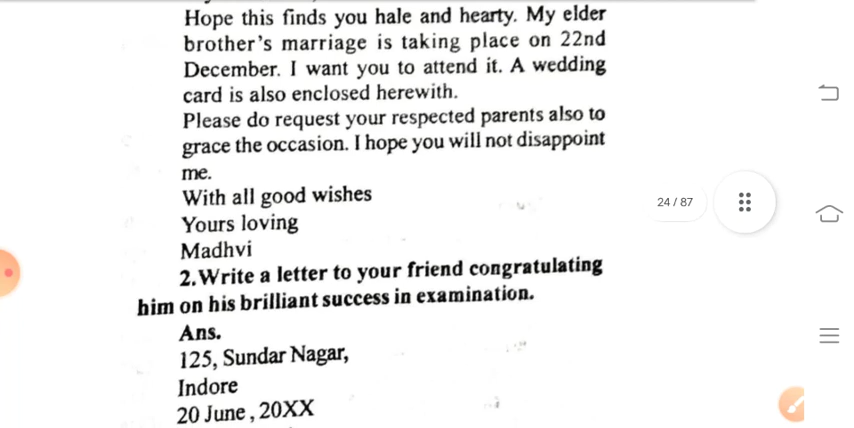 Hope this finds you hale and hearty. My elder
brother's marriage is taking place on 22nd
December. I want you to attend it. A wedding
card is also enclosed herewith.
Please do request your respected parents also to
grace the occasion. I hope you will not disappoint
me.
With all good wishes
Yours loving
Madhvi
24 / 87
2. Write a letter to your friend congratulating
him on his brilliant success in examination.
Ans.
125, Sundar Nagar,
Indore
20 June, 20XX